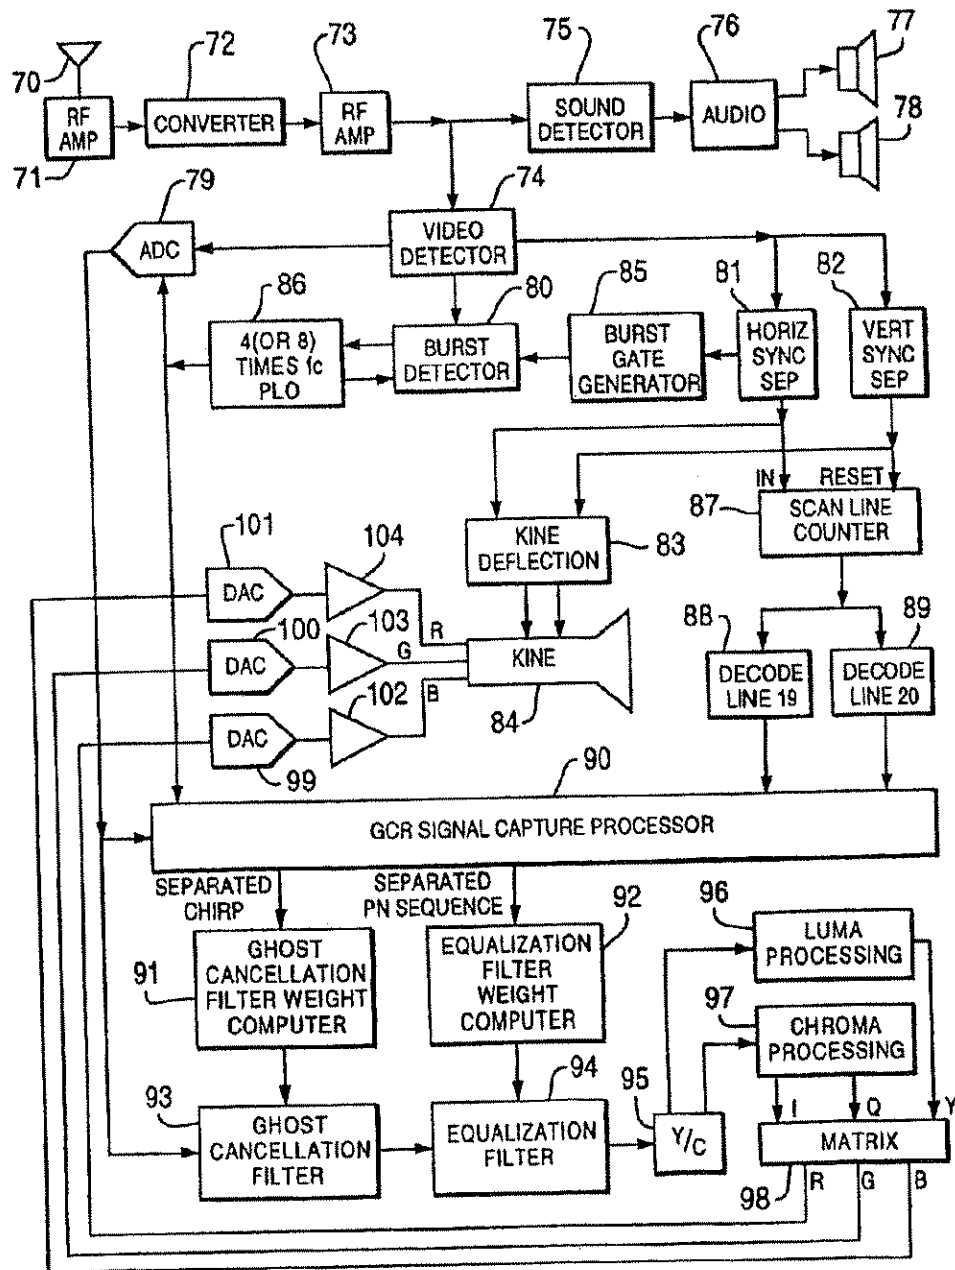 70
71
72
73
75
76
77
78
RF
AMP
CONVERTER
RF
AMP
SOUND
DETECTOR
AUDIO
79
74
ADC
VIDEO
DETECTOR
86
80
85
81
82
4(OR 8)
TIMES fc
PLO
BURST
DETECTOR
BURST
GATE
GENERATOR
HORIZ
SYNC
SEP
VERT
SYNC
SEP
IN
RESET
87
SCAN LINE
COUNTER
KINE
DEFLECTION
83
101
104
DAC
100
103
R
G
B
DAC
KINE
84
102
DAC
99
88
89
DECODE
LINE 19
DECODE
LINE 20
90
GCR SIGNAL CAPTURE PROCESSOR
SEPARATED
CHIRP
SEPARATED
PN SEQUENCE
91
GHOST
CANCELLATION
FILTER WEIGHT
COMPUTER
92
EQUALIZATION
FILTER
WEIGHT
COMPUTER
96
LUMA
PROCESSING
97
CHROMA
PROCESSING
93
GHOST
CANCELLATION
FILTER
94
EQUALIZATION
FILTER
95
Y/C
I
Q
Y
MATRIX
98
R
G
B